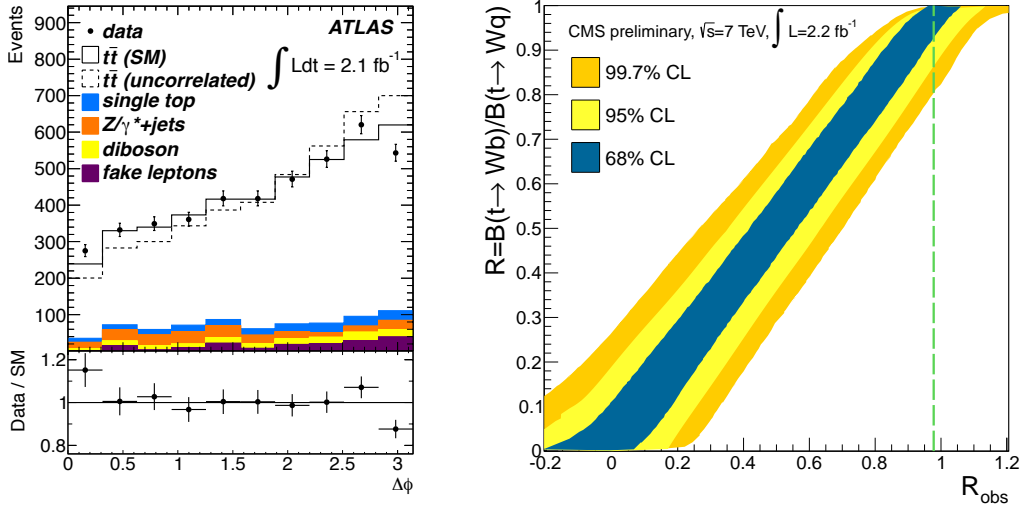 Events
900
800
700
600
500
400
300
200
100
ATLAS
data
tt̄ (SM)
tt̄ (uncorrelated)
∫ Ldt = 2.1 fb⁻¹
single top
Z/γ*+jets
diboson
fake leptons
Data / SM
1.2
1
0.8
0 0.5 1 1.5 2 2.5 3
Δϕ
R=B(t→ Wb)/B(t→ Wq)
1
0.9
0.8
0.7
0.6
0.5
0.4
0.3
0.2
0.1
0
CMS preliminary, √s=7 TeV, ∫ L=2.2 fb⁻¹
99.7% CL
95% CL
68% CL
-0.2 0 0.2 0.4 0.6 0.8 1 1.2
R_obs